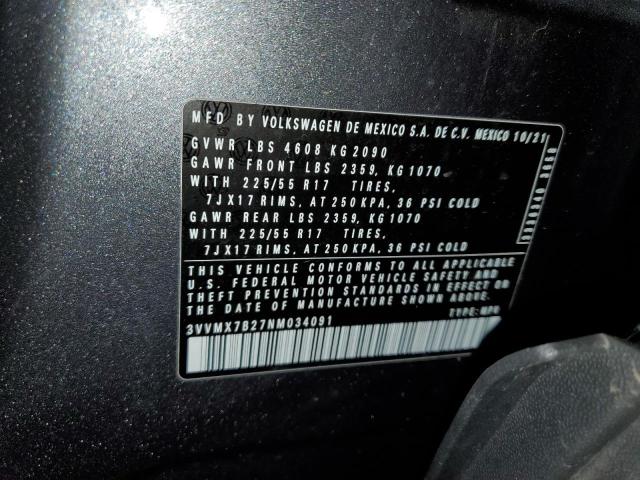 MFD BY VOLKSWAGEN DE MEXICO S.A. DE C.V. MEXICO 10/21
GVWR LBS 4608 KG 2090
GAWR FRONT LBS 2359, KG 1070
WITH 225/55 R17 TIRES,
7JX17 RIMS, AT 250 KPA, 36 PSI COLD
GAWR REAR LBS 2359, KG 1070
WITH 225/55 R17 TIRES,
7JX17 RIMS, AT 250 KPA, 36 PSI COLD
THIS VEHICLE CONFORMS TO ALL APPLICABLE
U.S. FEDERAL MOTOR VEHICLE SAFETY AND
THEFT PREVENTION STANDARDS IN EFFECT ON
THE DATE OF MANUFACTURE SHOWN ABOVE
3VVMX7B27NM034091 TYPE: MPV